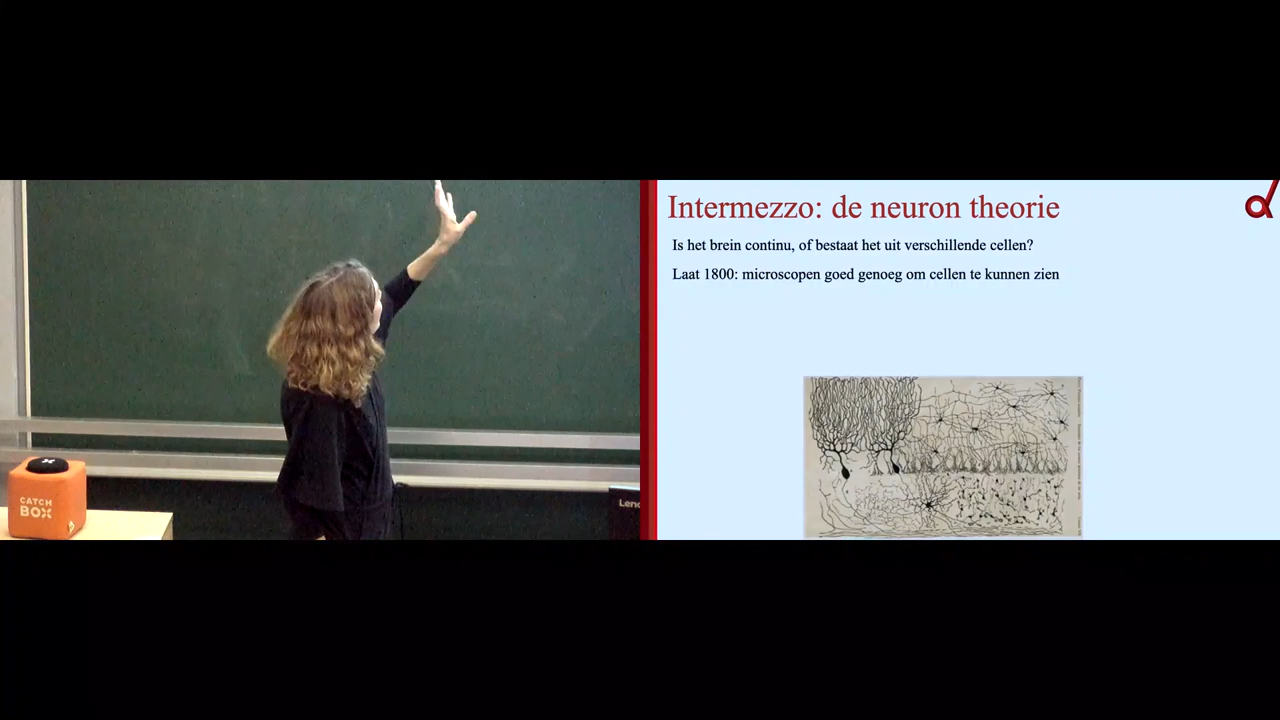 CATCH
BOX
Leno
Intermezzo: de neuron theorie
Is het brein continu, of bestaat het uit verschillende cellen?
Laat 1800: microscopen goed genoeg om cellen te kunnen zien